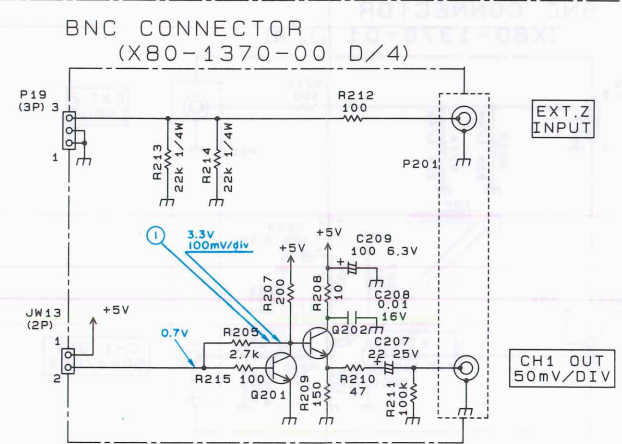 BNC CONNECTOR
(X80-1370-00 D/4)
P19
(3P) 3
1
R213
22k 1/4W
R214
22k 1/4W
R212
100
P201
EXT.Z
INPUT
1
3.3V
100mV/div
+5V
+5V
C209
+
100 6.3V
R207
200
R208
10
C208
0.01
16V
JW13
(2P)
+5V
1
2
0.7V
R205
2.7k
R215 100
Q201
Q202
C207
22 25V
+
R209
150
R210
47
R211
100k
CH1 OUT
50mV/DIV